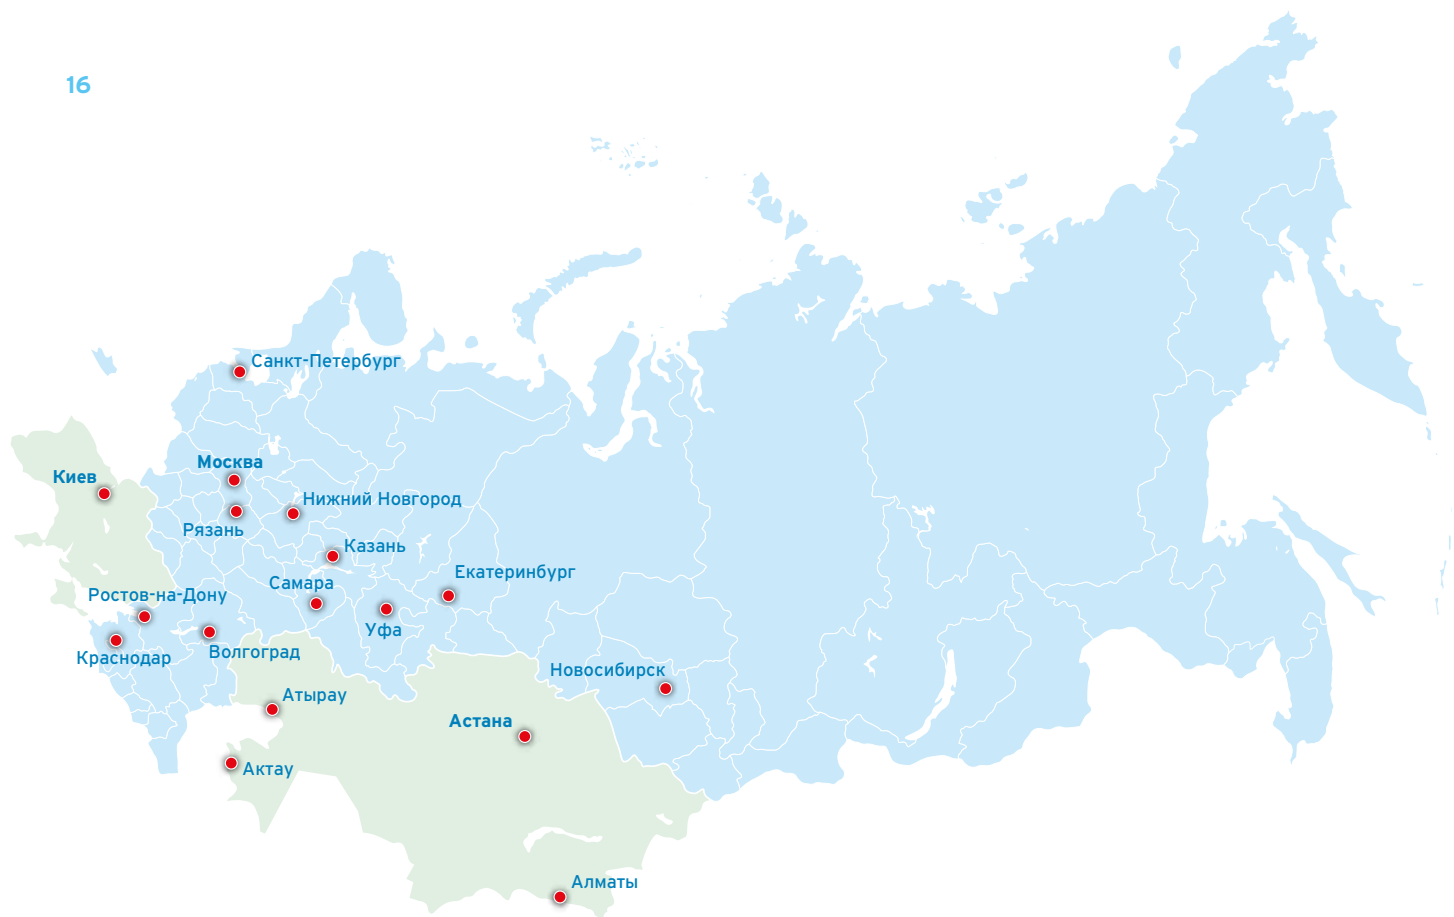 16
Санкт-Петербург
Москва
Киев
Нижний Новгород
Рязань
Казань
Екатеринбург
Самара
Ростов-на-Дону
Уфа
Волгоград
Краснодар
Новосибирск
Атырау
Астана
Актау
Алматы